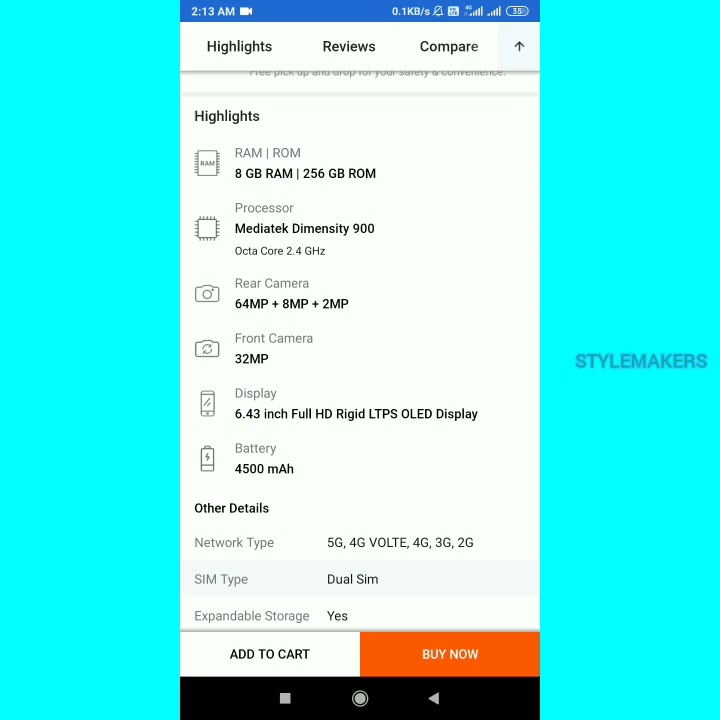 2:13 AM 0.1KB/s 4G 35
Highlights Reviews Compare
Free pick up and drop for your safety & convenience.
Highlights
RAM | ROM
RAM
8 GB RAM | 256 GB ROM
Processor
Mediatek Dimensity 900
Octa Core 2.4 GHz
Rear Camera
64MP + 8MP + 2MP
Front Camera
32MP
STYLEMAKERS
Display
6.43 inch Full HD Rigid LTPS OLED Display
Battery
4500 mAh
Other Details
Network Type 5G, 4G VOLTE, 4G, 3G, 2G
SIM Type Dual Sim
Expandable Storage Yes
ADD TO CART BUY NOW